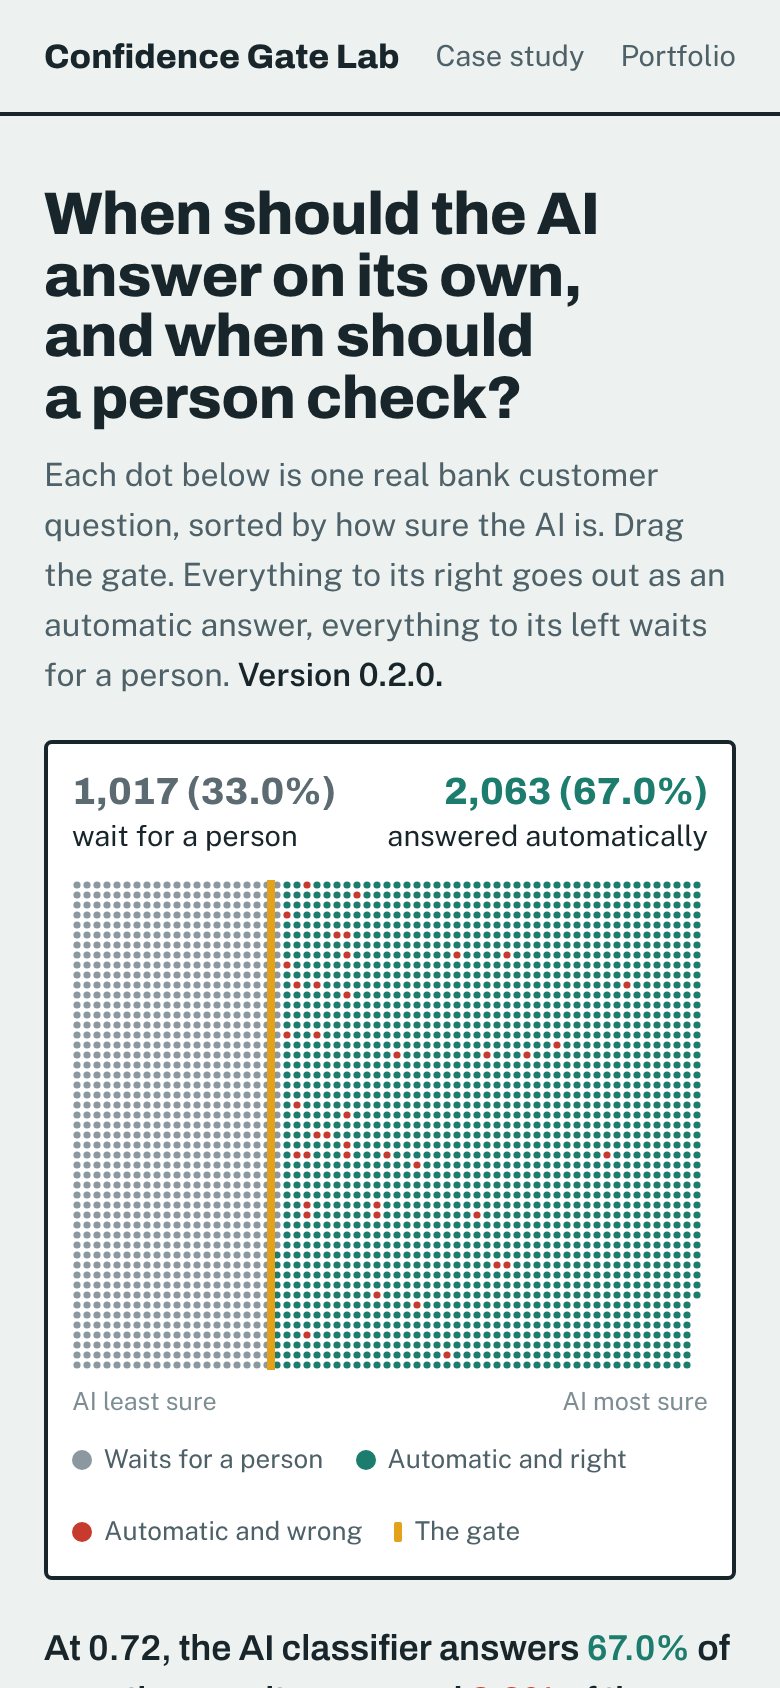 Confidence Gate Lab Case study Portfolio
When should the AI
answer on its own,
and when should
a person check?
Each dot below is one real bank customer
question, sorted by how sure the AI is. Drag
the gate. Everything to its right goes out as an
automatic answer, everything to its left waits
for a person. Version 0.2.0.
1,017 (33.0%) 2,063 (67.0%)
wait for a person answered automatically
AI least sure AI most sure
Waits for a person Automatic and right
Automatic and wrong The gate
At 0.72, the AI classifier answers 67.0% of